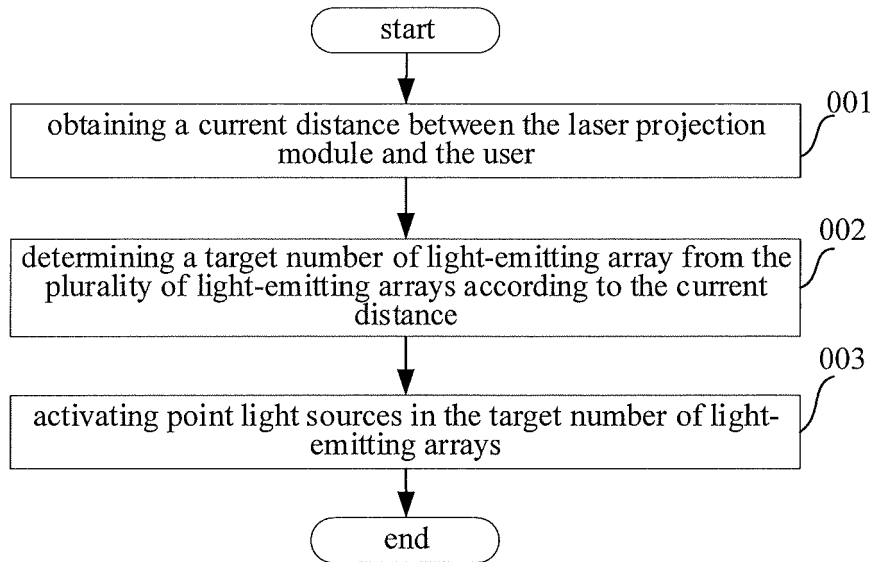 start
obtaining a current distance between the laser projection
module and the user
001
determining a target number of light-emitting array from the
plurality of light-emitting arrays according to the current
distance
002
activating point light sources in the target number of light-
emitting arrays
003
end